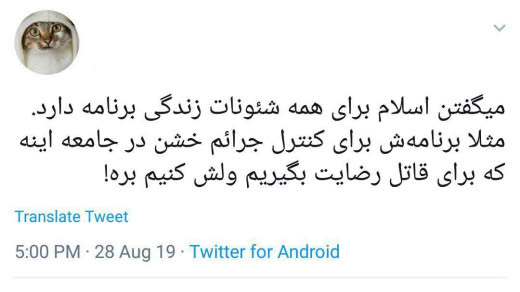 میگفتن اسلام برای همه شئونات زندگی برنامه دارد.
مثلا برنامه‌ش برای کنترل جرائم خشن در جامعه اینه
که برای قاتل رضایت بگیریم ولش کنیم بره!
Translate Tweet
5:00 PM · 28 Aug 19 · Twitter for Android